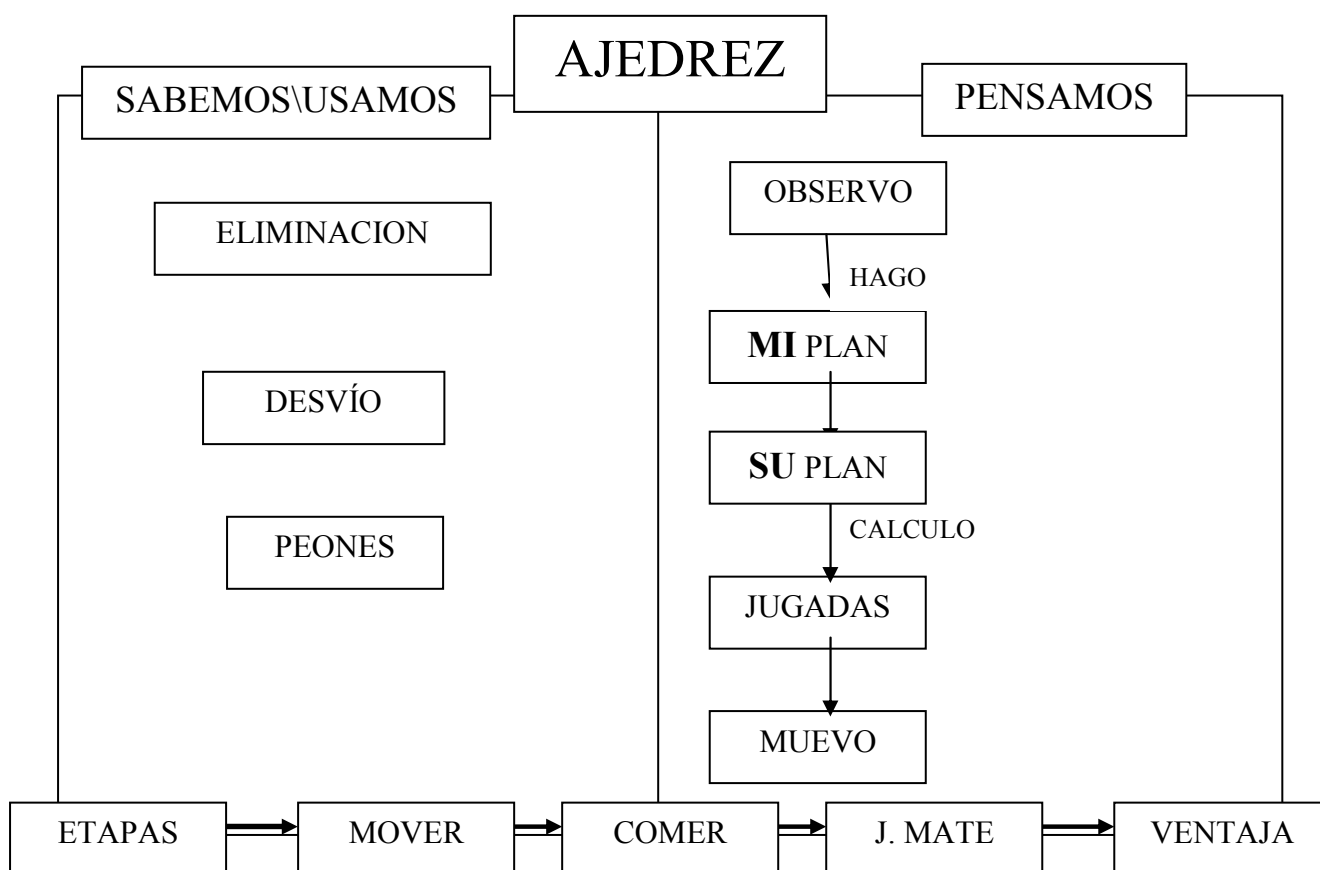 AJEDREZ
SABEMOS\USAMOS
PENSAMOS
ELIMINACION
DESVÍO
PEONES
OBSERVO
HAGO
MI PLAN
SU PLAN
CALCULO
JUGADAS
MUEVO
ETAPAS
MOVER
COMER
J. MATE
VENTAJA